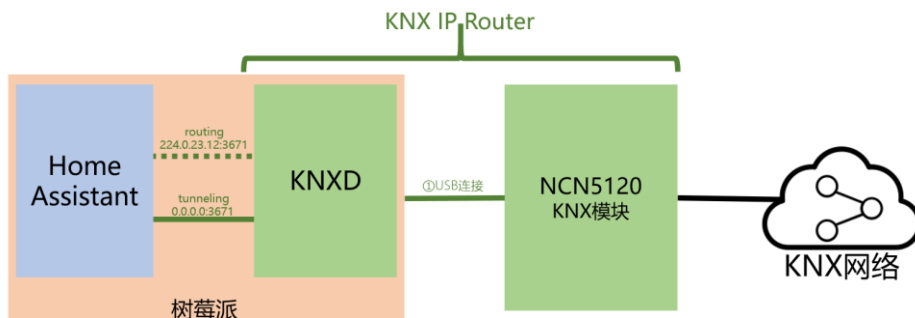 KNX IP Router
Home
Assistant
routing
224.0.23.12:3671
tunneling
0.0.0.0:3671
KNXD
①USB连接
NCN5120
KNX模块
KNX网络
树莓派